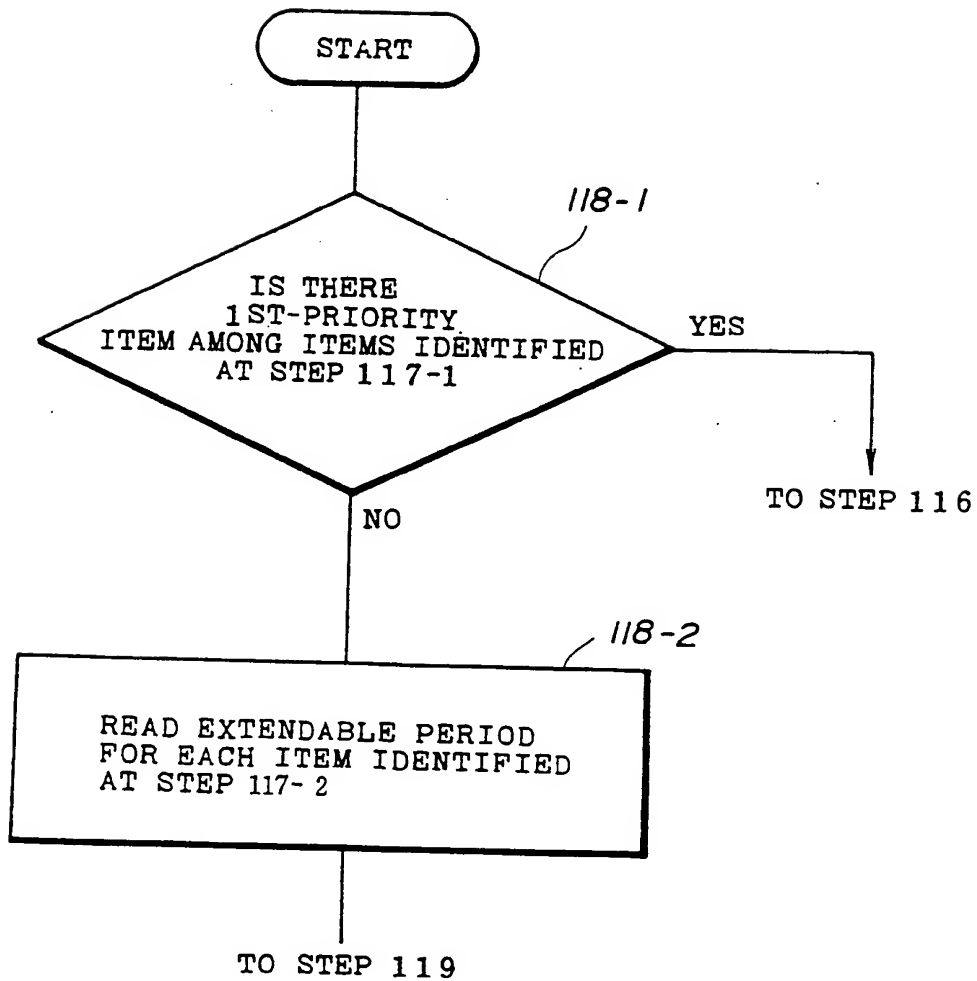 START
118-1
IS THERE
1ST-PRIORITY
ITEM AMONG ITEMS IDENTIFIED
AT STEP 117-1
YES
TO STEP 116
NO
118-2
READ EXTENDABLE PERIOD
FOR EACH ITEM IDENTIFIED
AT STEP 117-2
TO STEP 119